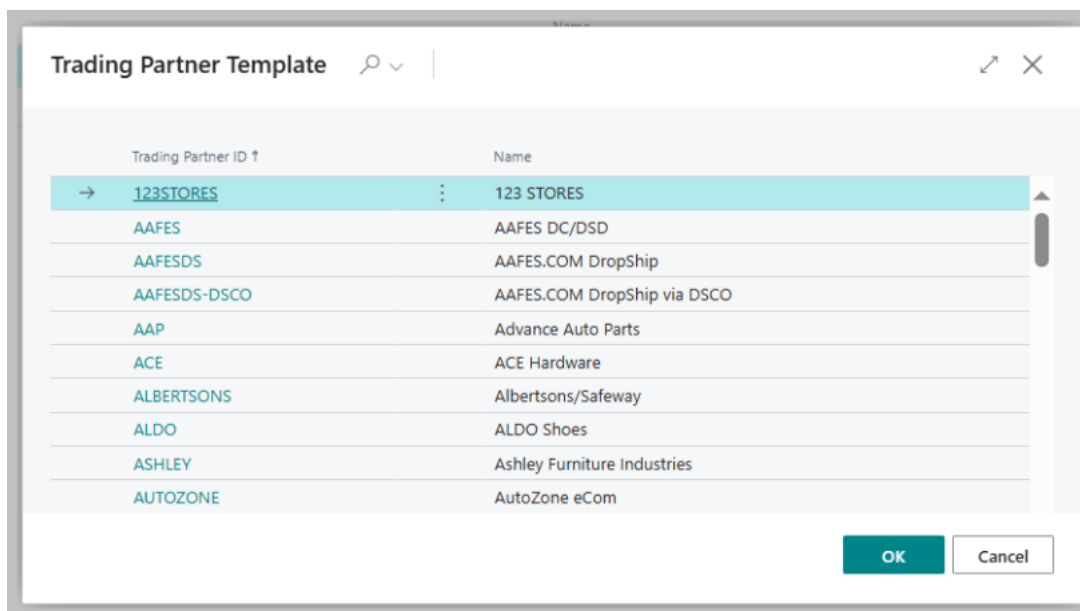 Name
Trading Partner Template
Trading Partner ID ↑ Name
123STORES 123 STORES
AAFES AAFES DC/DSD
AAFESDS AAFES.COM DropShip
AAFESDS-DSCO AAFES.COM DropShip via DSCO
AAP Advance Auto Parts
ACE ACE Hardware
ALBERTSONS Albertsons/Safeway
ALDO ALDO Shoes
ASHLEY Ashley Furniture Industries
AUTOZONE AutoZone eCom
OK Cancel